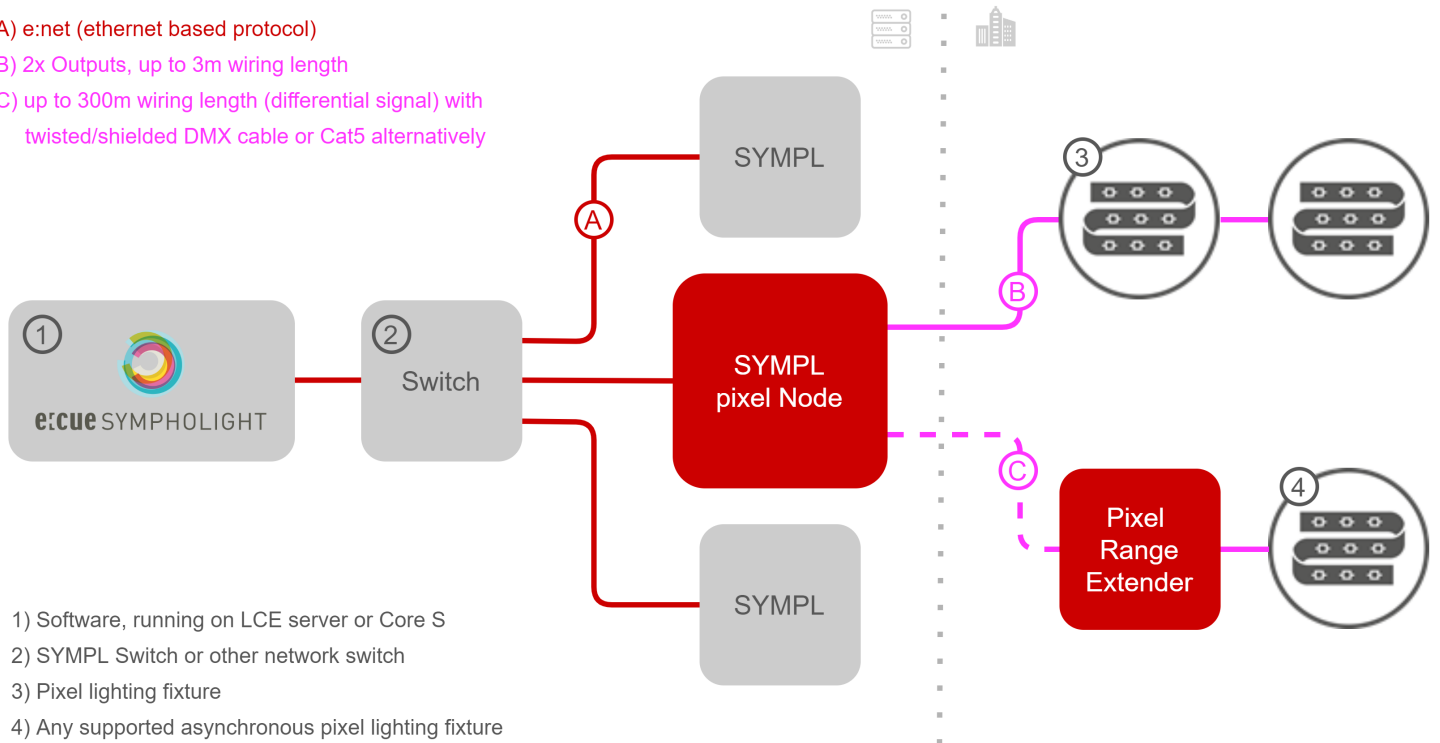 A) e:net (ethernet based protocol)
B) 2x Outputs, up to 3m wiring length
C) up to 300m wiring length (differential signal) with
twisted/shielded DMX cable or Cat5 alternatively
SYMPL
3
A
B
1
e:cue SYMPHOLIGHT
2
Switch
SYMPL
pixel Node
C
4
Pixel
Range
Extender
SYMPL
1) Software, running on LCE server or Core S
2) SYMPL Switch or other network switch
3) Pixel lighting fixture
4) Any supported asynchronous pixel lighting fixture